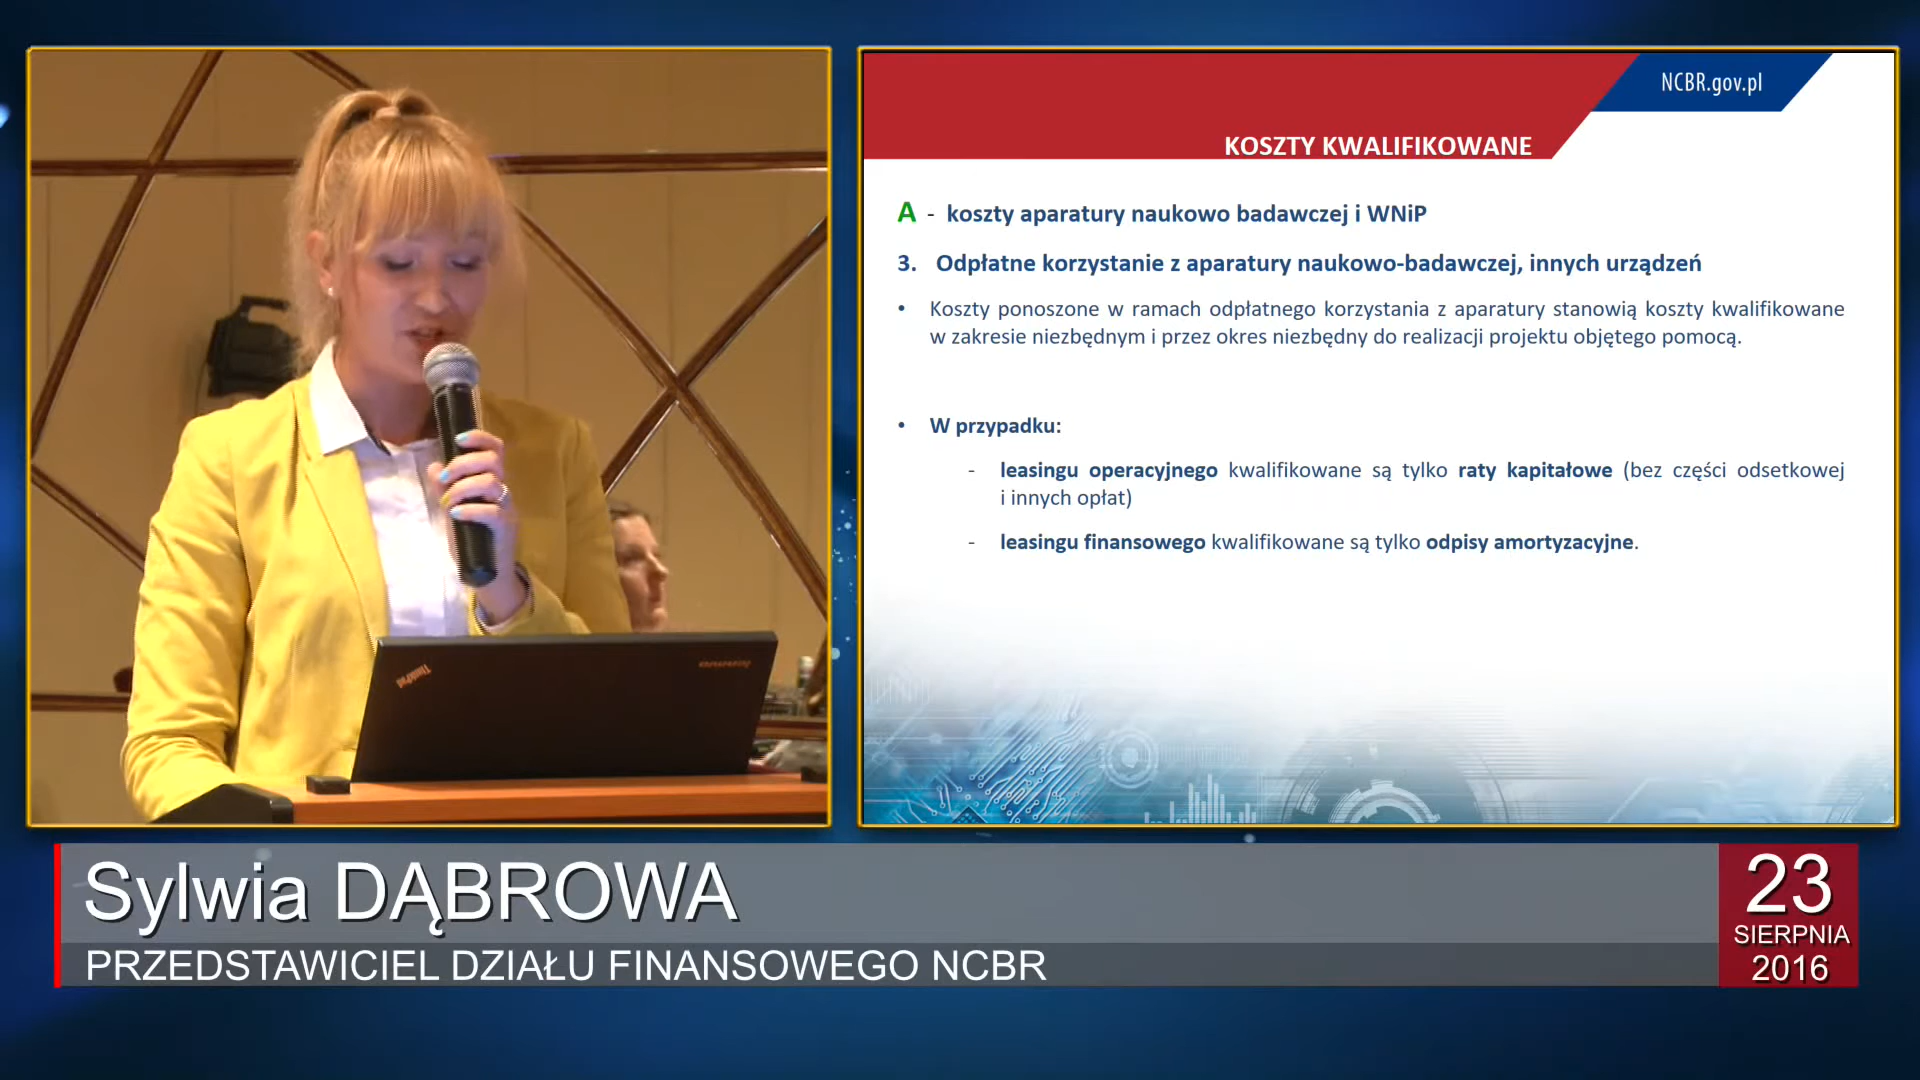 NCBR.gov.pl
KOSZTY KWALIFIKOWANE
A - koszty aparatury naukowo badawczej i WNiP
3. Odpłatne korzystanie z aparatury naukowo-badawczej, innych urządzeń
• Koszty ponoszone w ramach odpłatnego korzystania z aparatury stanowią koszty kwalifikowane
w zakresie niezbędnym i przez okres niezbędny do realizacji projektu objętego pomocą.
• W przypadku:
- leasingu operacyjnego kwalifikowane są tylko raty kapitałowe (bez części odsetkowej
i innych opłat)
- leasingu finansowego kwalifikowane są tylko odpisy amortyzacyjne.
ThinkPad
lenovo
Sylwia DĄBROWA
PRZEDSTAWICIEL DZIAŁU FINANSOWEGO NCBR
23
SIERPNIA
2016